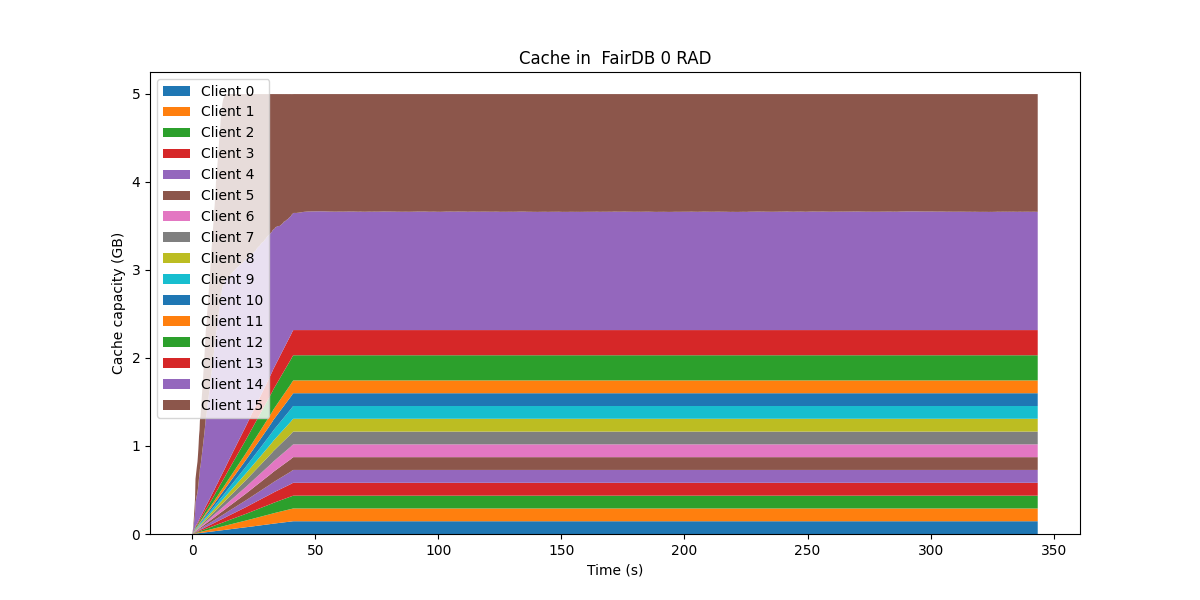 Cache in  FairDB 0 RAD
Cache capacity (GB)
5
4
3
2
1
0
Client 0
Client 1
Client 2
Client 3
Client 4
Client 5
Client 6
Client 7
Client 8
Client 9
Client 10
Client 11
Client 12
Client 13
Client 14
Client 15
0 50 100 150 200 250 300 350
Time (s)